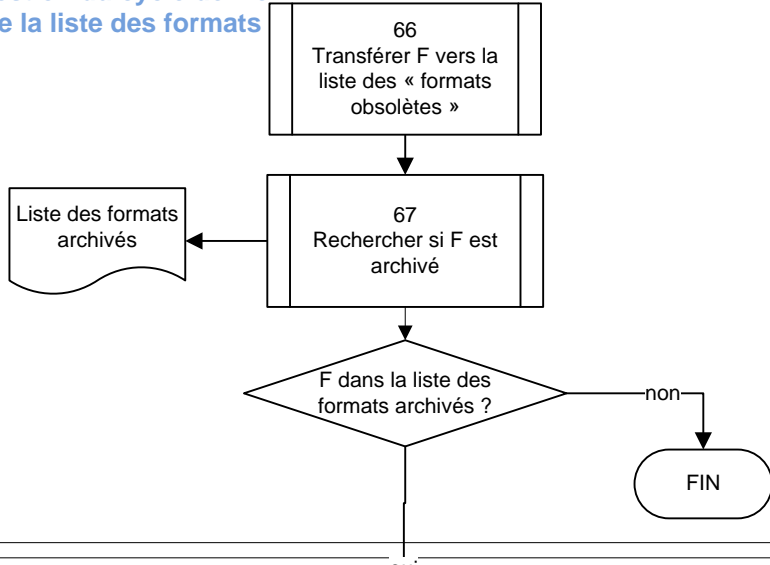 e la liste des formats
66
Transférer F vers la
liste des « formats
obsolètes »
Liste des formats
archivés
67
Rechercher si F est
archivé
F dans la liste des
formats archivés ?
non
FIN